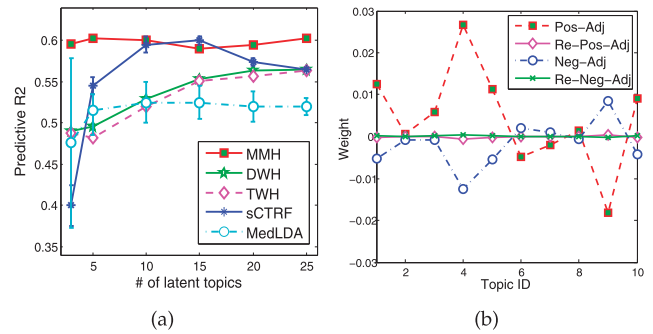 0.6
0.55
0.5
0.45
0.4
0.35
Predictive R2
5 10 15 20 25
# of latent topics
MMH
DWH
TWH
sCTRF
MedLDA
(a)
0.03
0.02
0.01
0
-0.01
-0.02
-0.03
Weight
2 4 6 8 10
Topic ID
Pos-Adj
Re-Pos-Adj
Neg-Adj
Re-Neg-Adj
(b)